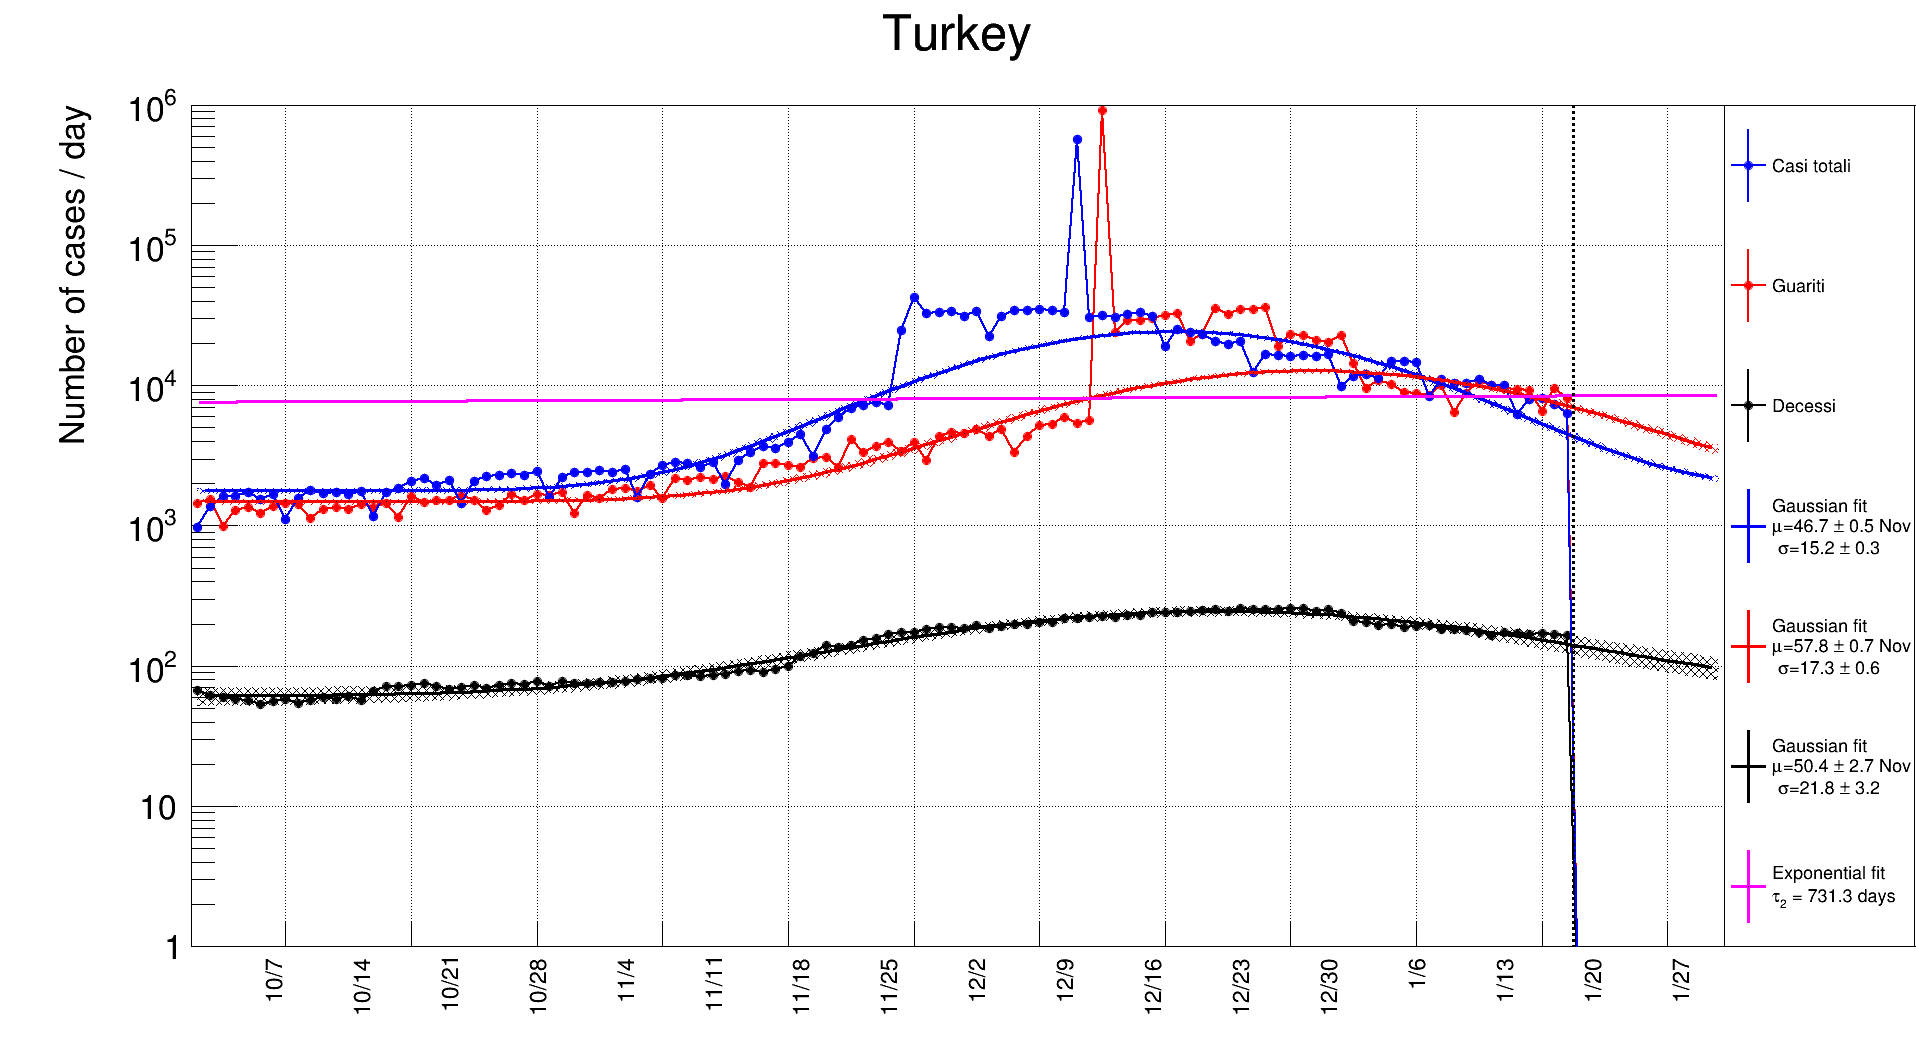 Turkey
Number of cases / day
10^6
10^5
10^4
10^3
10^2
10
1
10/7
10/14
10/21
10/28
11/4
11/11
11/18
11/25
12/2
12/9
12/16
12/23
12/30
1/6
1/13
1/20
1/27
Casi totali
Guariti
Decessi
Gaussian fit
μ=46.7 ± 0.5 Nov
σ=15.2 ± 0.3
Gaussian fit
μ=57.8 ± 0.7 Nov
σ=17.3 ± 0.6
Gaussian fit
μ=50.4 ± 2.7 Nov
σ=21.8 ± 3.2
Exponential fit
τ₂ = 731.3 days